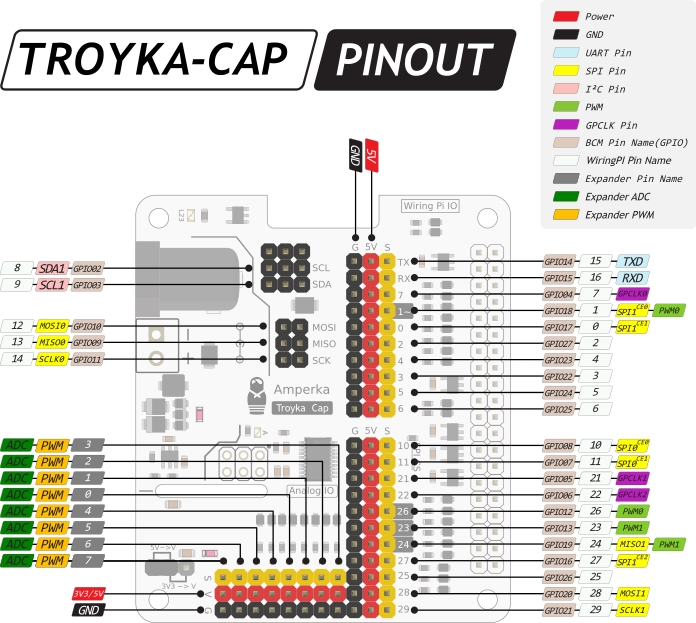 TROYKA-CAP PINOUT
Power
GND
UART Pin
SPI Pin
I²C Pin
PWM
GPCLK Pin
BCM Pin Name(GPIO)
WiringPI Pin Name
Expander Pin Name
Expander ADC
Expander PWM
GND 5V
L23
Wiring Pi IO
G 5V S
8 SDA1 GPIO02 SCL
9 SCL1 GPIO03 SDA
12 MOSI0 GPIO10 MOSI
13 MISO0 GPIO09 MISO
14 SCLK0 GPIO11 SCK
TX GPIO14 15 TXD
RX GPIO15 16 RXD
7 GPIO04 7 GPCLK0
1 GPIO18 1 SPI1 CE0 PWM0
0 GPIO17 0 SPI1 CE1
2 GPIO27 2
4 GPIO23 4
3 GPIO22 3
5 GPIO24 5
6 GPIO25 6
Amperka
Troyka Cap
G 5V S
ADC PWM 3
ADC PWM 2
ADC PWM 1
ADC PWM 0
ADC PWM 4
ADC PWM 5
ADC PWM 6
ADC PWM 7
Analog IO
5V->V
3V3 -> V
S
V
G
3V3/5V
GND
10 GPIO08 10 SPI0 CE0
11 GPIO07 11 SPI0 CE1
21 GPIO05 21 GPCLK1
22 GPIO06 22 GPCLK2
26 GPIO12 26 PWM0
23 GPIO13 23 PWM1
24 GPIO19 24 MISO1 PWM1
27 GPIO16 27 SPI1 CE2
25 GPIO26 25
28 GPIO20 28 MOSI1
29 GPIO21 29 SCLK1